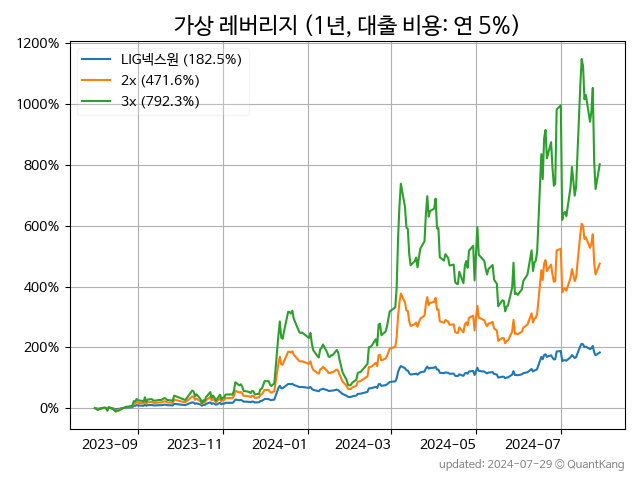 가상 레버리지 (1년, 대출 비용: 연 5%)
1200%
1000%
800%
600%
400%
200%
0%
LIG넥스원 (182.5%)
2x (471.6%)
3x (792.3%)
2023-09 2023-11 2024-01 2024-03 2024-05 2024-07
updated: 2024-07-29 © QuantKang